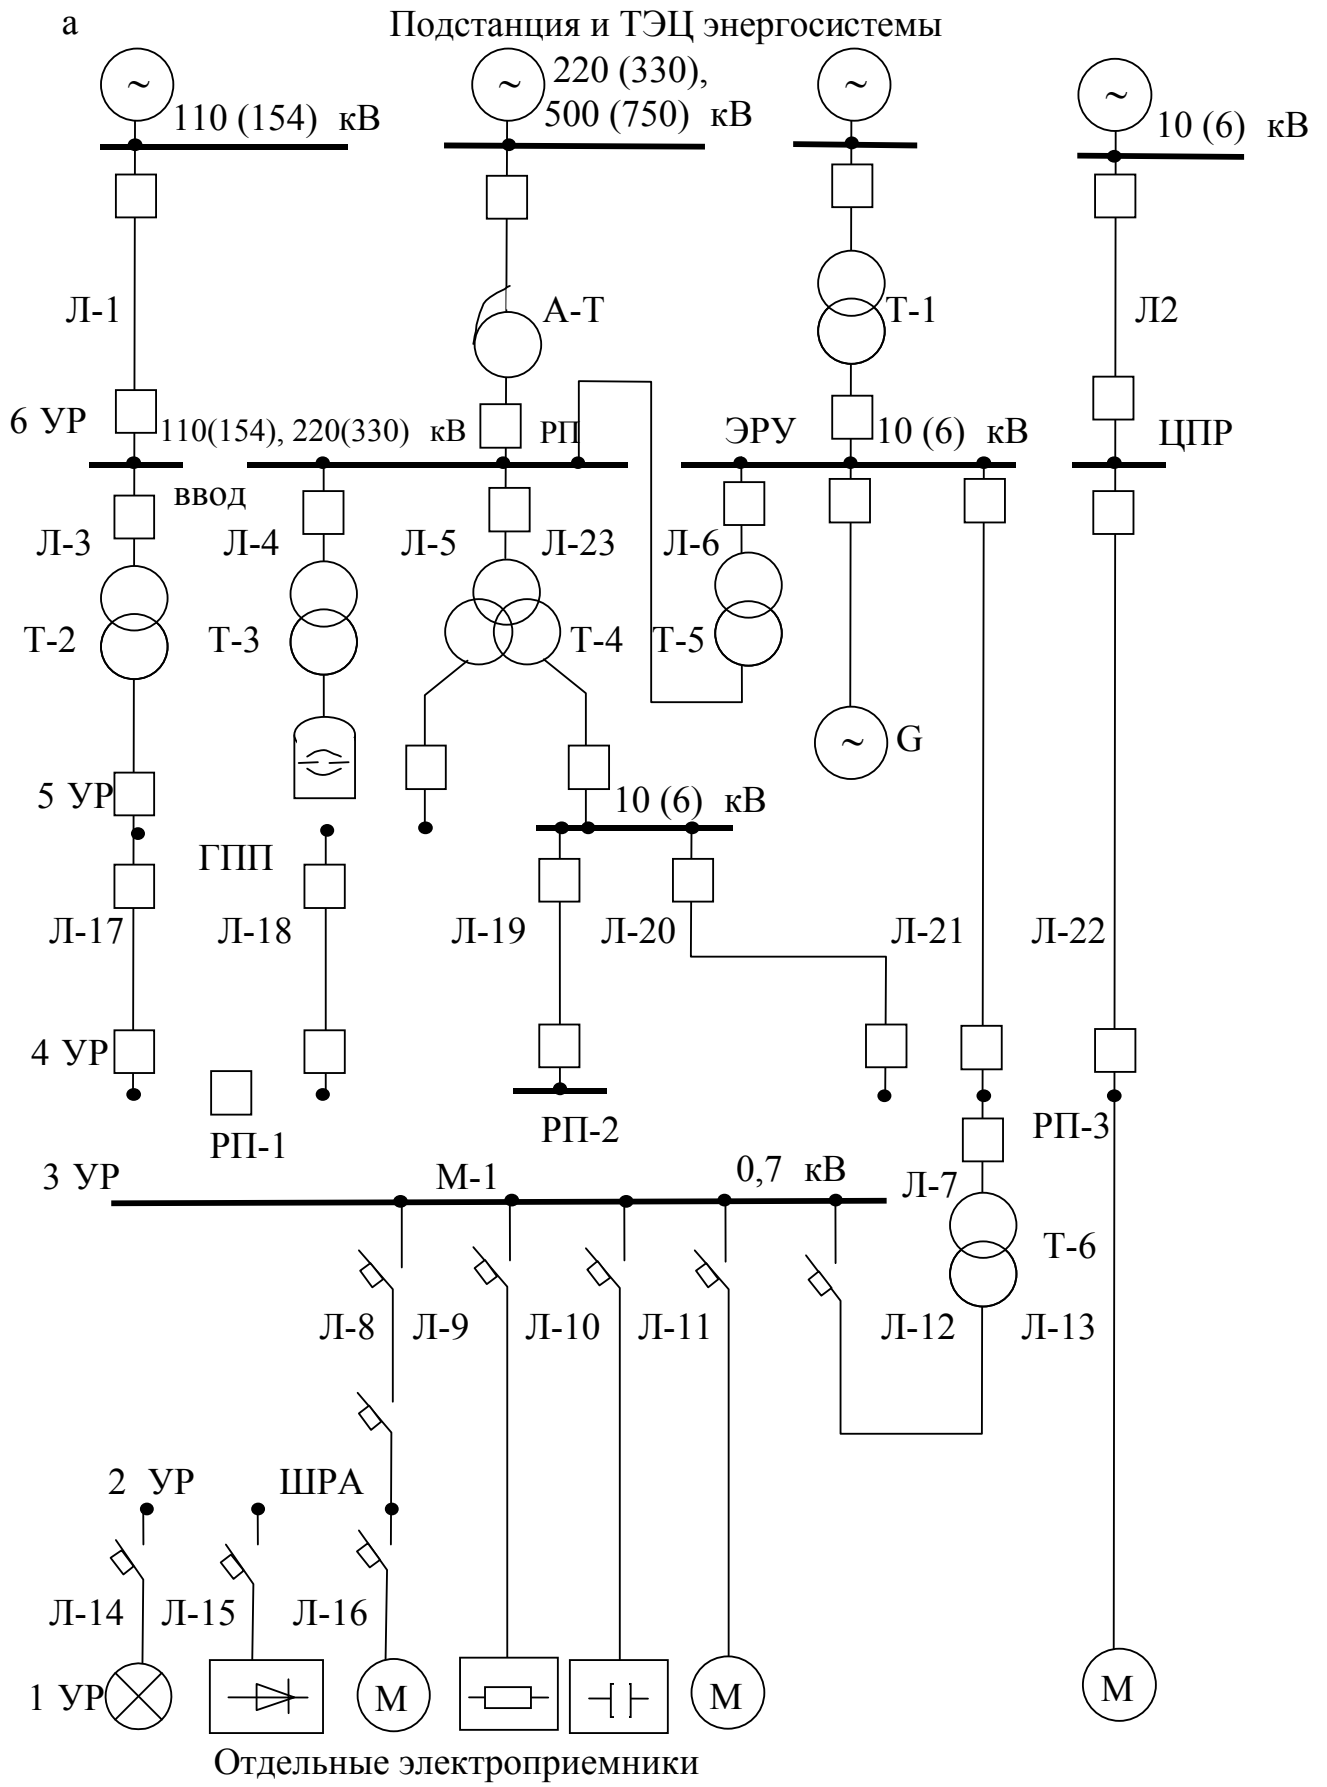 а
Подстанция и ТЭЦ энергосистемы
~
~
220 (330),
500 (750) кВ
~
~
110 (154) кВ
10 (6) кВ
Л-1
А-Т
Т-1
Л2
6 УР
110(154), 220(330) кВ
РП
ЭРУ
10 (6) кВ
ЦПР
ввод
Л-3
Л-4
Л-5
Л-23
Л-6
Т-2
Т-3
Т-4
Т-5
~
G
5 УР
10 (6) кВ
ГПП
Л-17
Л-18
Л-19
Л-20
Л-21
Л-22
4 УР
РП-1
РП-2
РП-3
3 УР
М-1
0,7 кВ
Л-7
Т-6
Л-8
Л-9
Л-10
Л-11
Л-12
Л-13
2 УР
ШРА
Л-14
Л-15
Л-16
1 УР
М
М
М
Отдельные электроприемники